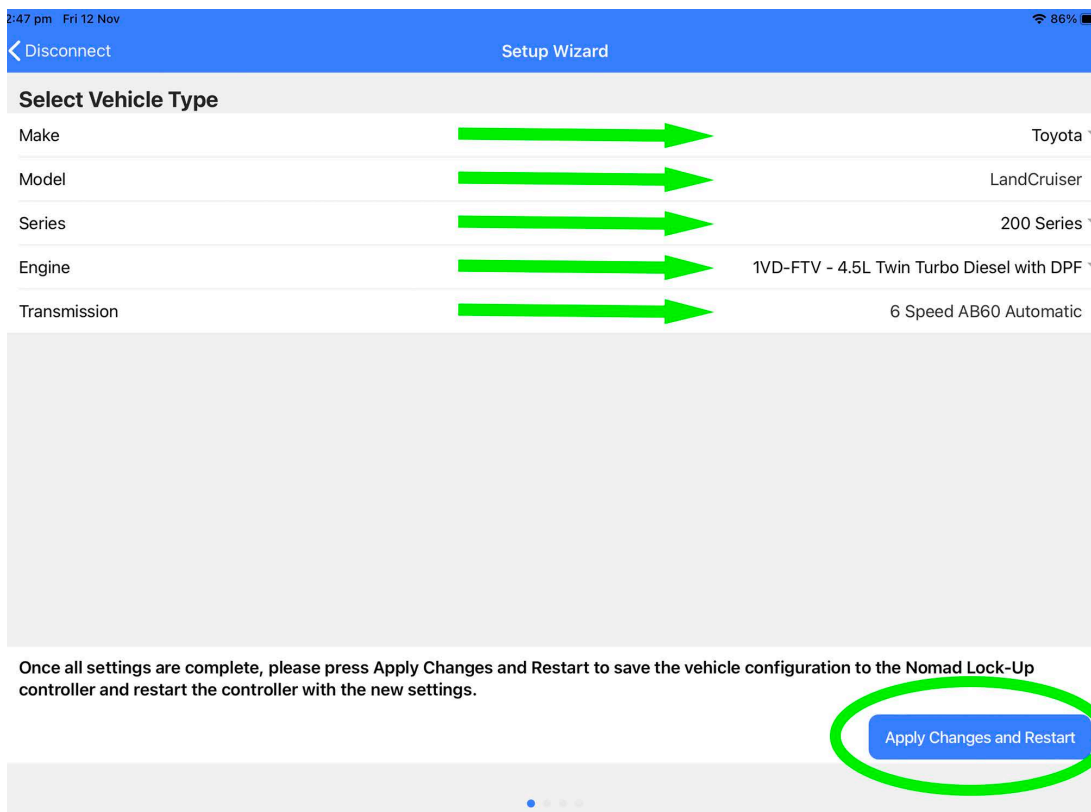 2:47 pm Fri 12 Nov 86%
Disconnect Setup Wizard
Select Vehicle Type
Make Toyota
Model LandCruiser
Series 200 Series
Engine 1VD-FTV - 4.5L Twin Turbo Diesel with DPF
Transmission 6 Speed AB60 Automatic
Once all settings are complete, please press Apply Changes and Restart to save the vehicle configuration to the Nomad Lock-Up
controller and restart the controller with the new settings.
Apply Changes and Restart